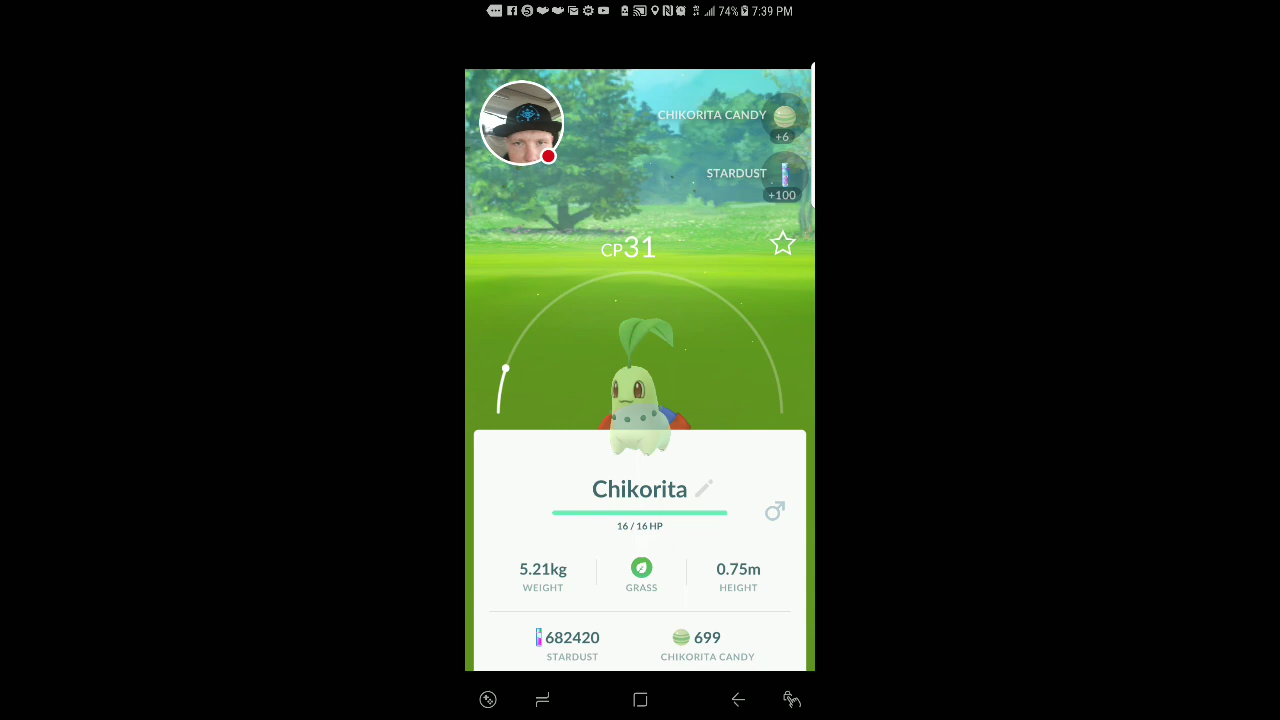 74% 7:39 PM
CHIKORITA CANDY
+6
STARDUST
+100
CP31
Chikorita
16 / 16 HP
5.21kg GRASS 0.75m
WEIGHT HEIGHT
682420 699
STARDUST CHIKORITA CANDY